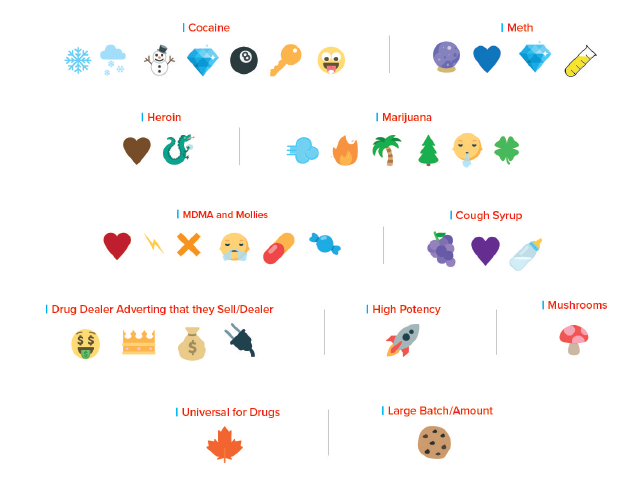 Cocaine
Meth
Heroin
Marijuana
MDMA and Mollies
Cough Syrup
Drug Dealer Adverting that they Sell/Dealer
High Potency
Mushrooms
Universal for Drugs
Large Batch/Amount